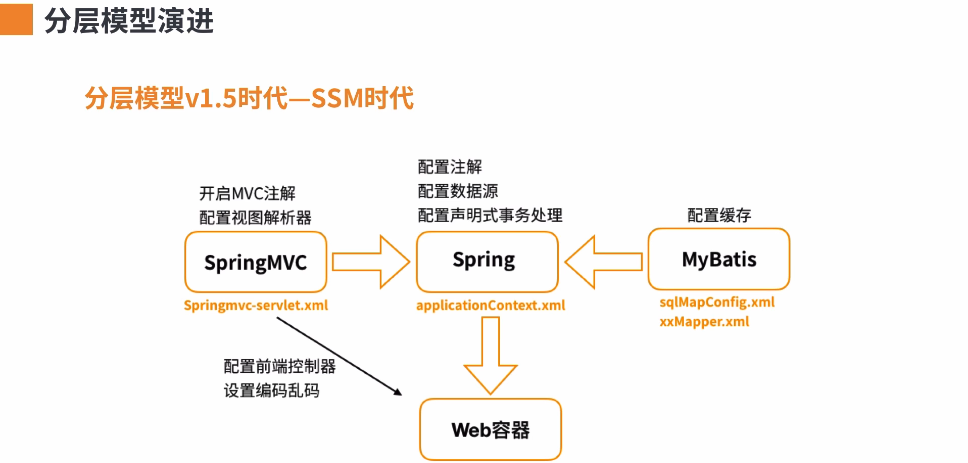 分层模型演进
分层模型v1.5时代—SSM时代
开启MVC注解
配置视图解析器
SpringMVC
Springmvc-servlet.xml
配置注解
配置数据源
配置声明式事务处理
Spring
applicationContext.xml
配置缓存
MyBatis
sqlMapConfig.xml
xxMapper.xml
配置前端控制器
设置编码乱码
Web容器